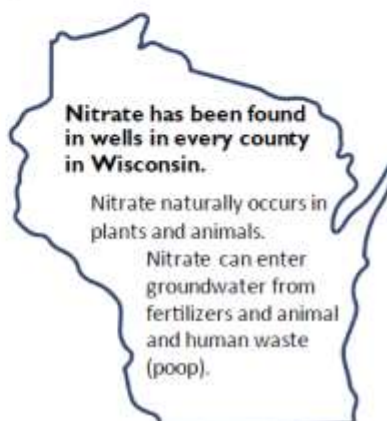 Nitrate has been found
in wells in every county
in Wisconsin.
Nitrate naturally occurs in
plants and animals.
Nitrate can enter
groundwater from
fertilizers and animal
and human waste
(poop).